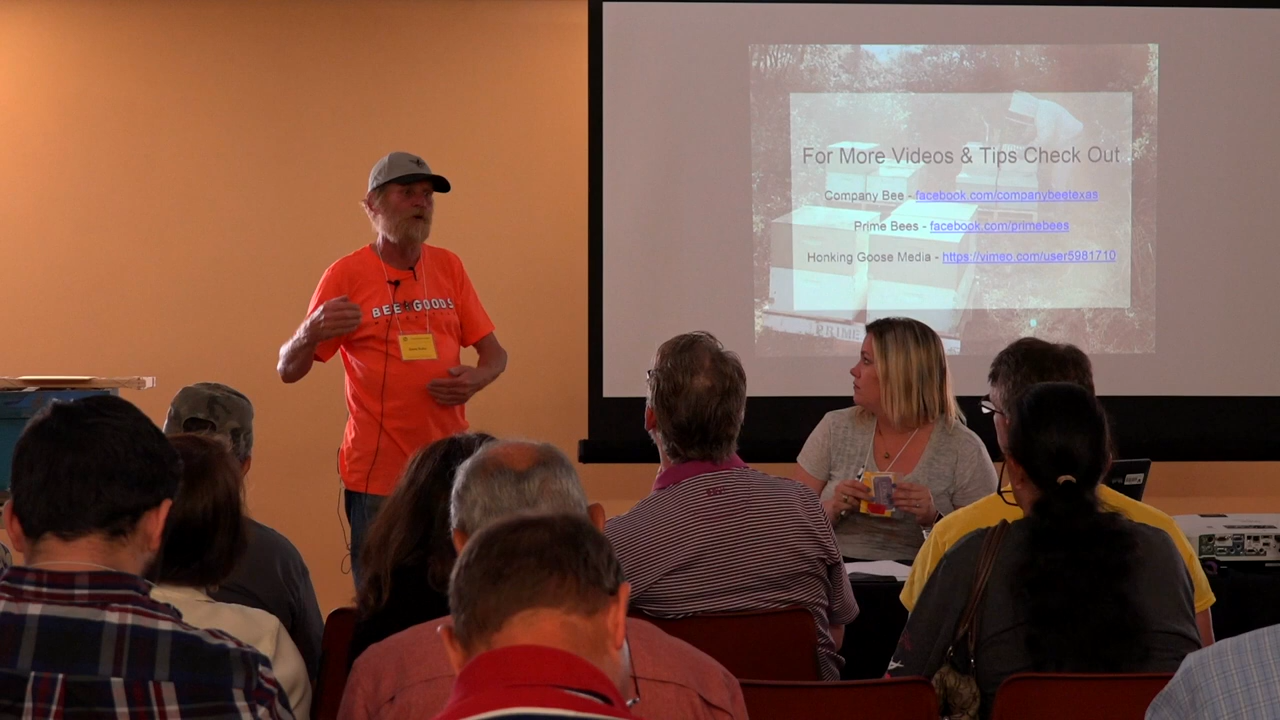 For More Videos & Tips Check Out
Company Bee - facebook.com/companybeetexas
Prime Bees - facebook.com/primebees
Honking Goose Media - https://vimeo.com/user5981710
PRIME
BEE GOODS